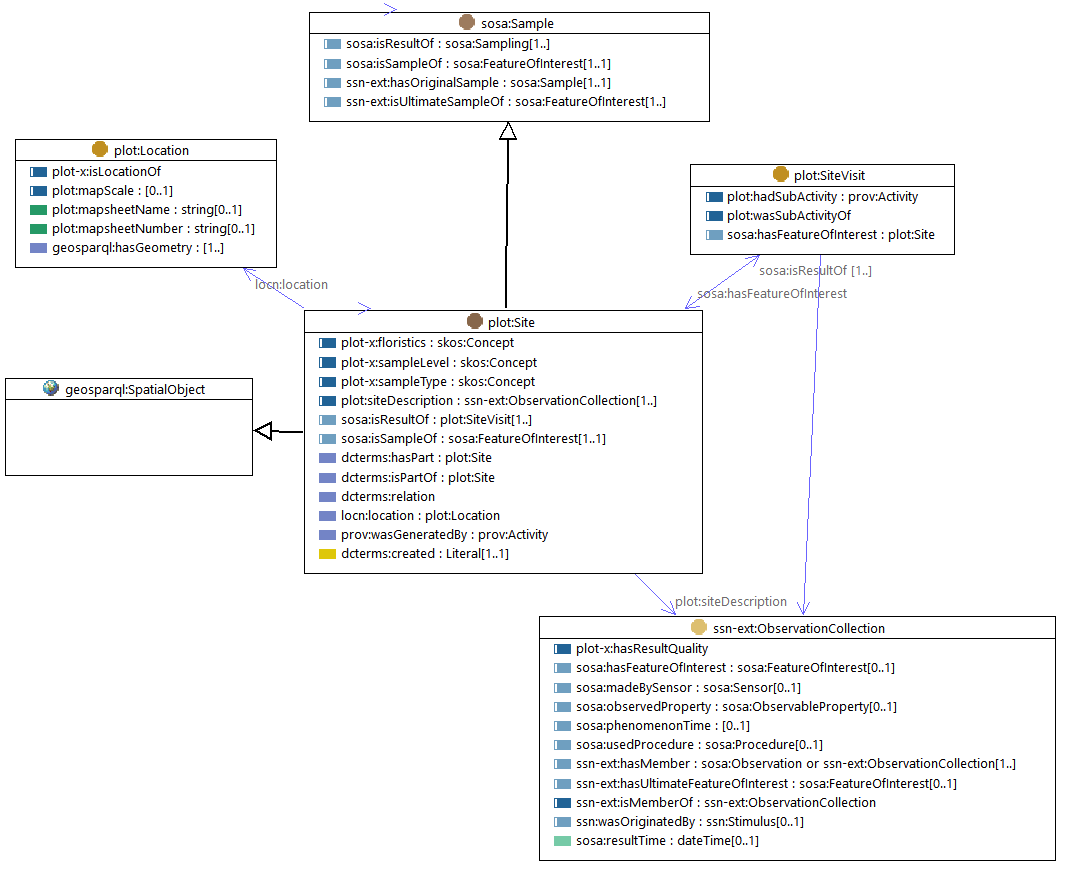 sosa:Sample
sosa:isResultOf : sosa:Sampling[1..]
sosa:isSampleOf : sosa:FeatureOfInterest[1..1]
ssn-ext:hasOriginalSample : sosa:Sample[1..1]
ssn-ext:isUltimateSampleOf : sosa:FeatureOfInterest[1..]
plot:Location
plot-x:isLocationOf
plot:mapScale : [0..1]
plot:mapsheetName : string[0..1]
plot:mapsheetNumber : string[0..1]
geosparql:hasGeometry : [1..]
plot:SiteVisit
plot:hadSubActivity : prov:Activity
plot:wasSubActivityOf
sosa:hasFeatureOfInterest : plot:Site
locn:location
sosa:isResultOf [1..]
sosa:hasFeatureOfInterest
plot:Site
plot-x:floristics : skos:Concept
plot-x:sampleLevel : skos:Concept
plot-x:sampleType : skos:Concept
plot:siteDescription : ssn-ext:ObservationCollection[1..]
sosa:isResultOf : plot:SiteVisit[1..]
sosa:isSampleOf : sosa:FeatureOfInterest[1..1]
dcterms:hasPart : plot:Site
dcterms:isPartOf : plot:Site
dcterms:relation
locn:location : plot:Location
prov:wasGeneratedBy : prov:Activity
dcterms:created : Literal[1..1]
geosparql:SpatialObject
plot:siteDescription
ssn-ext:ObservationCollection
plot-x:hasResultQuality
sosa:hasFeatureOfInterest : sosa:FeatureOfInterest[0..1]
sosa:madeBySensor : sosa:Sensor[0..1]
sosa:observedProperty : sosa:ObservableProperty[0..1]
sosa:phenomenonTime : [0..1]
sosa:usedProcedure : sosa:Procedure[0..1]
ssn-ext:hasMember : sosa:Observation or ssn-ext:ObservationCollection[1..]
ssn-ext:hasUltimateFeatureOfInterest : sosa:FeatureOfInterest[0..1]
ssn-ext:isMemberOf : ssn-ext:ObservationCollection
ssn:wasOriginatedBy : ssn:Stimulus[0..1]
sosa:resultTime : dateTime[0..1]